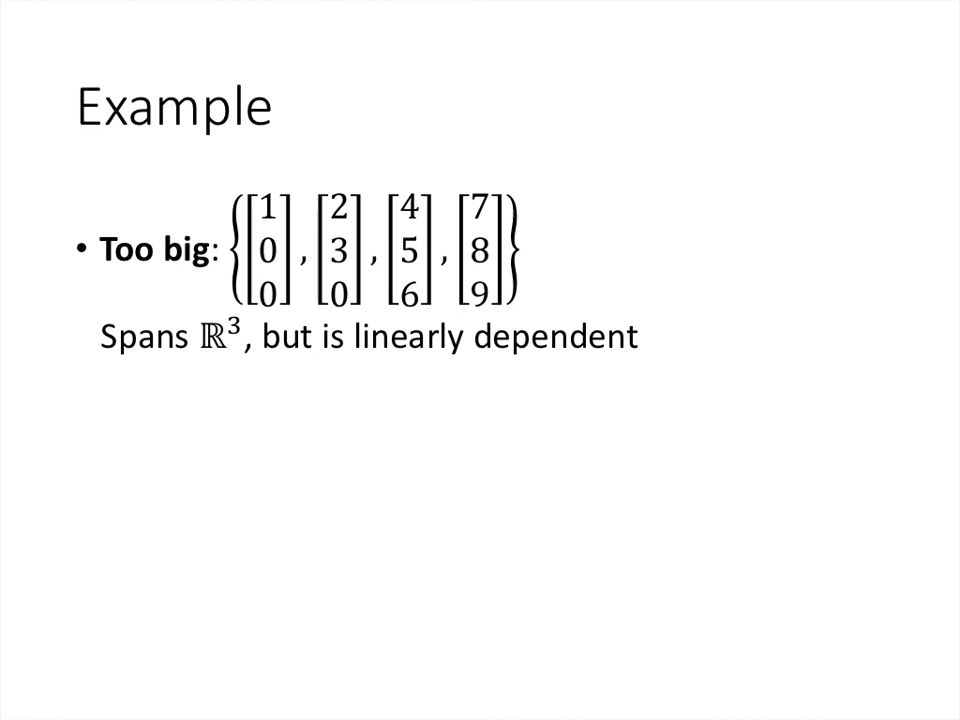 Example
• Too big: {[1 0 0], [2 3 0], [4 5 6], [7 8 9]}
Spans ℝ³, but is linearly dependent